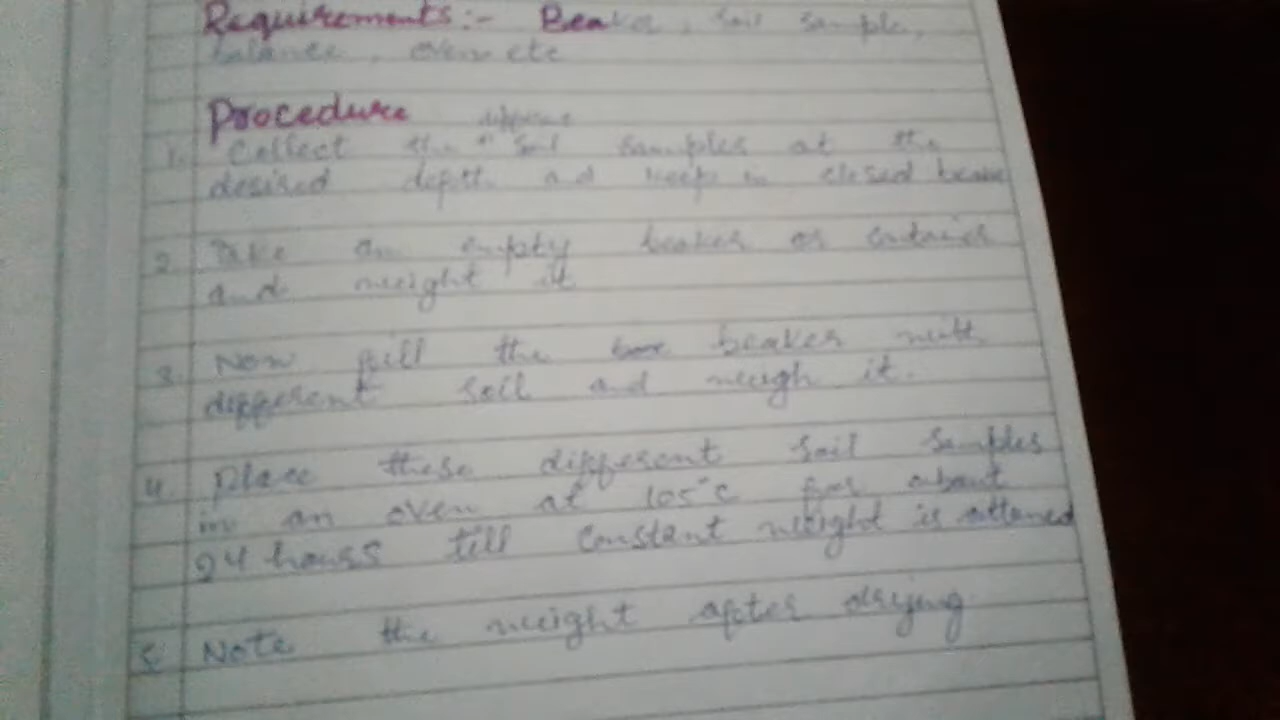 Requirements:- Beaker, soil sample,
balance, oven etc
Procedure
different
1. Collect the " soil samples at the
desired depth and keep in closed beaker
2. Take an empty beaker or container
and weight it
3. Now fill the beaker with
different soil and weigh it.
4. Place these different soil samples
in an oven at 105°c for about
24 hours till constant weight is attained
5. Note the weight after drying